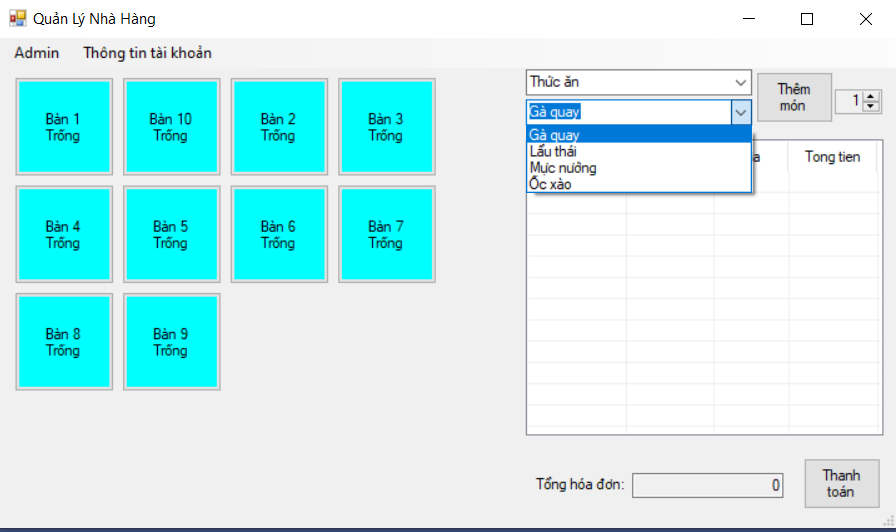 Quản Lý Nhà Hàng
Admin Thông tin tài khoản
Bàn 1
Trống
Bàn 10
Trống
Bàn 2
Trống
Bàn 3
Trống
Bàn 4
Trống
Bàn 5
Trống
Bàn 6
Trống
Bàn 7
Trống
Bàn 8
Trống
Bàn 9
Trống
Thức ăn
Thêm
món
1
Gà quay
Gà quay
Lẩu thái
Mực nướng
Ốc xào
a
Tong tien
Tổng hóa đơn: 0
Thanh
toán